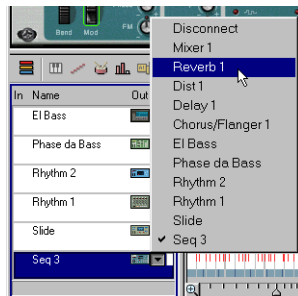 Phase
Bend Mod
FM
Disconnect
Mixer 1
Reverb 1
Dist 1
Delay 1
Chorus/Flanger 1
El Bass
Phase da Bass
Rhythm 2
Rhythm 1
Slide
✓ Seq 3
In Name Out
El Bass
Phase da Bass
Rhythm 2
Rhythm 1
Slide
Seq 3